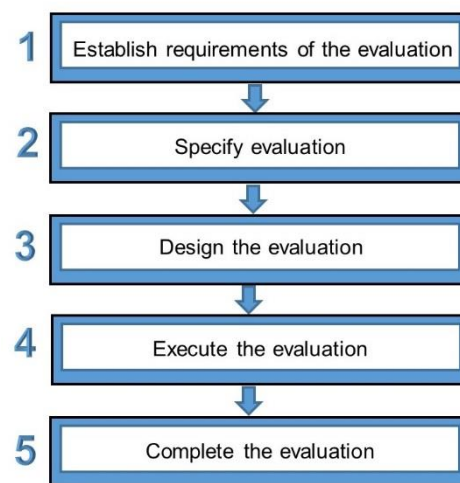 1 Establish requirements of the evaluation
2 Specify evaluation
3 Design the evaluation
4 Execute the evaluation
5 Complete the evaluation